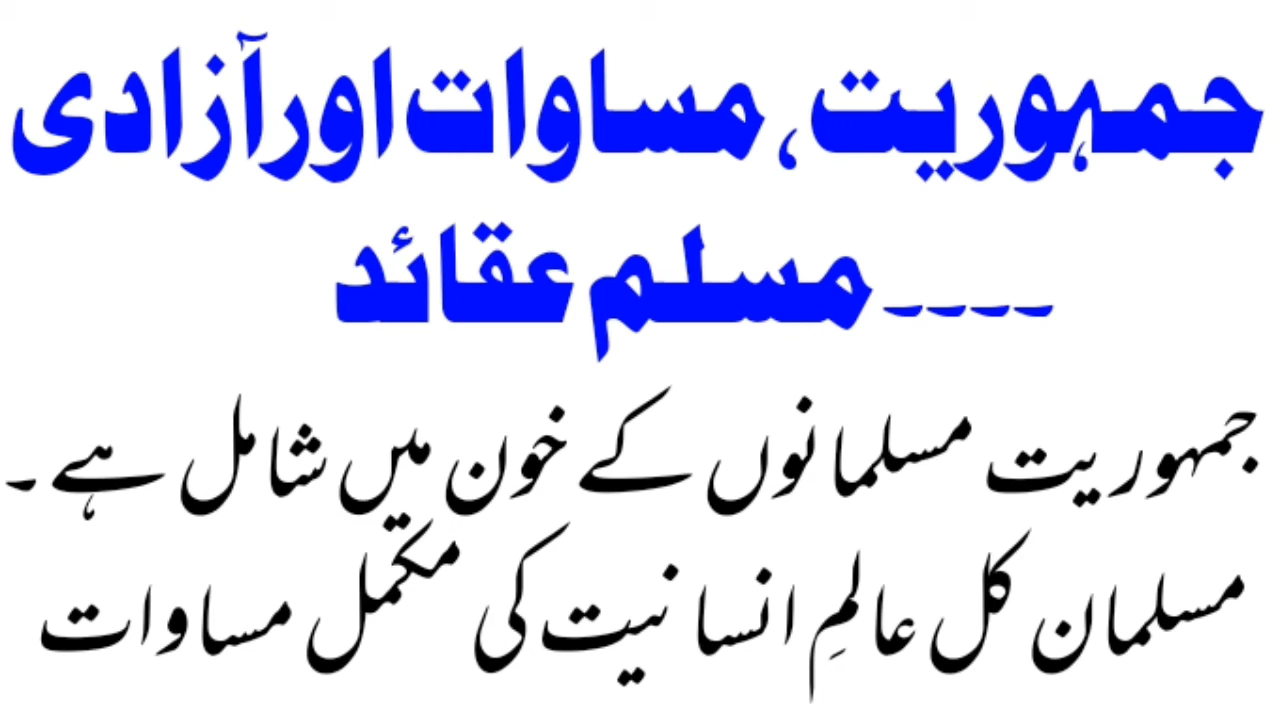 جمہوریت، مساوات اور آزادی
۔۔۔۔ مسلم عقائد
جمہوریت مسلمانوں کے خون میں شامل ہے۔
مسلمان کل عالمِ انسانیت کی مکمل مساوات